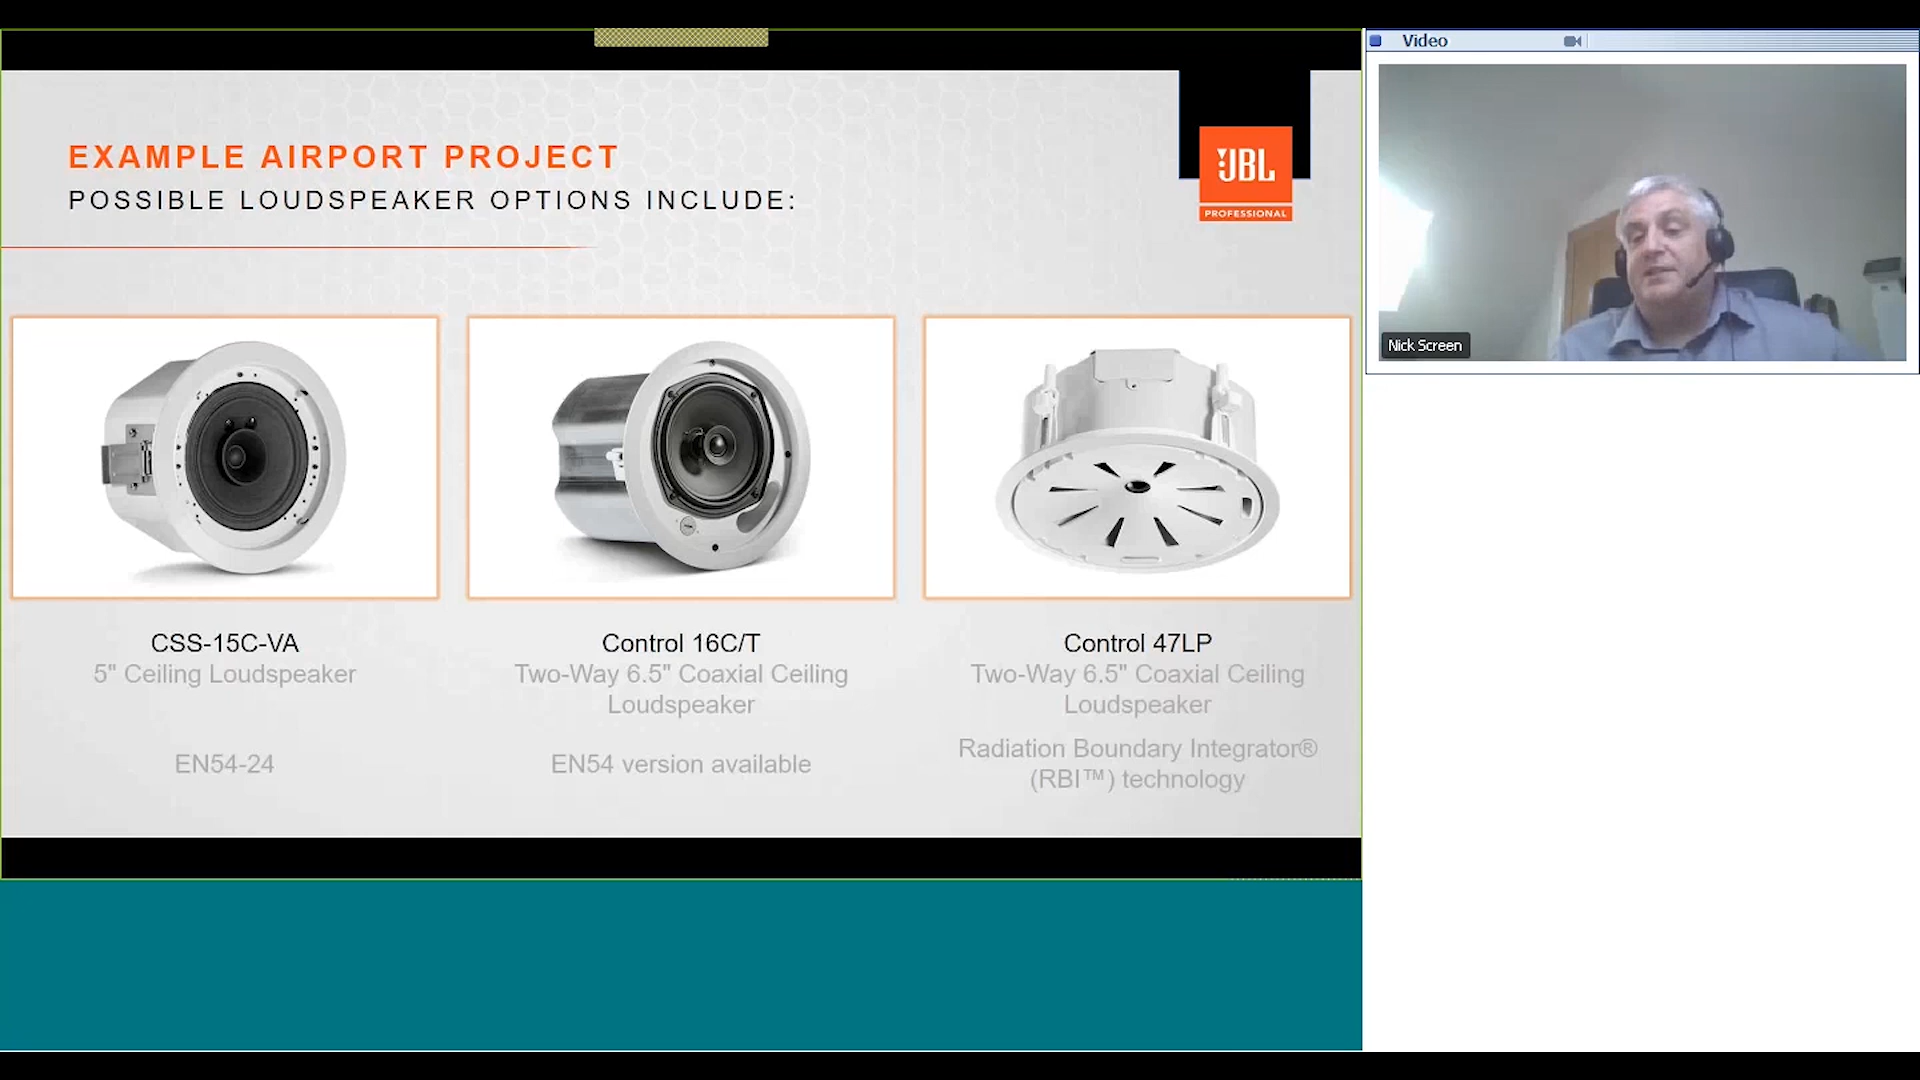 Video
EXAMPLE AIRPORT PROJECT
POSSIBLE LOUDSPEAKER OPTIONS INCLUDE:
JBL
PROFESSIONAL
Nick Screen
CSS-15C-VA
5" Ceiling Loudspeaker
EN54-24
Control 16C/T
Two-Way 6.5" Coaxial Ceiling
Loudspeaker
EN54 version available
Control 47LP
Two-Way 6.5" Coaxial Ceiling
Loudspeaker
Radiation Boundary Integrator®
(RBI™) technology